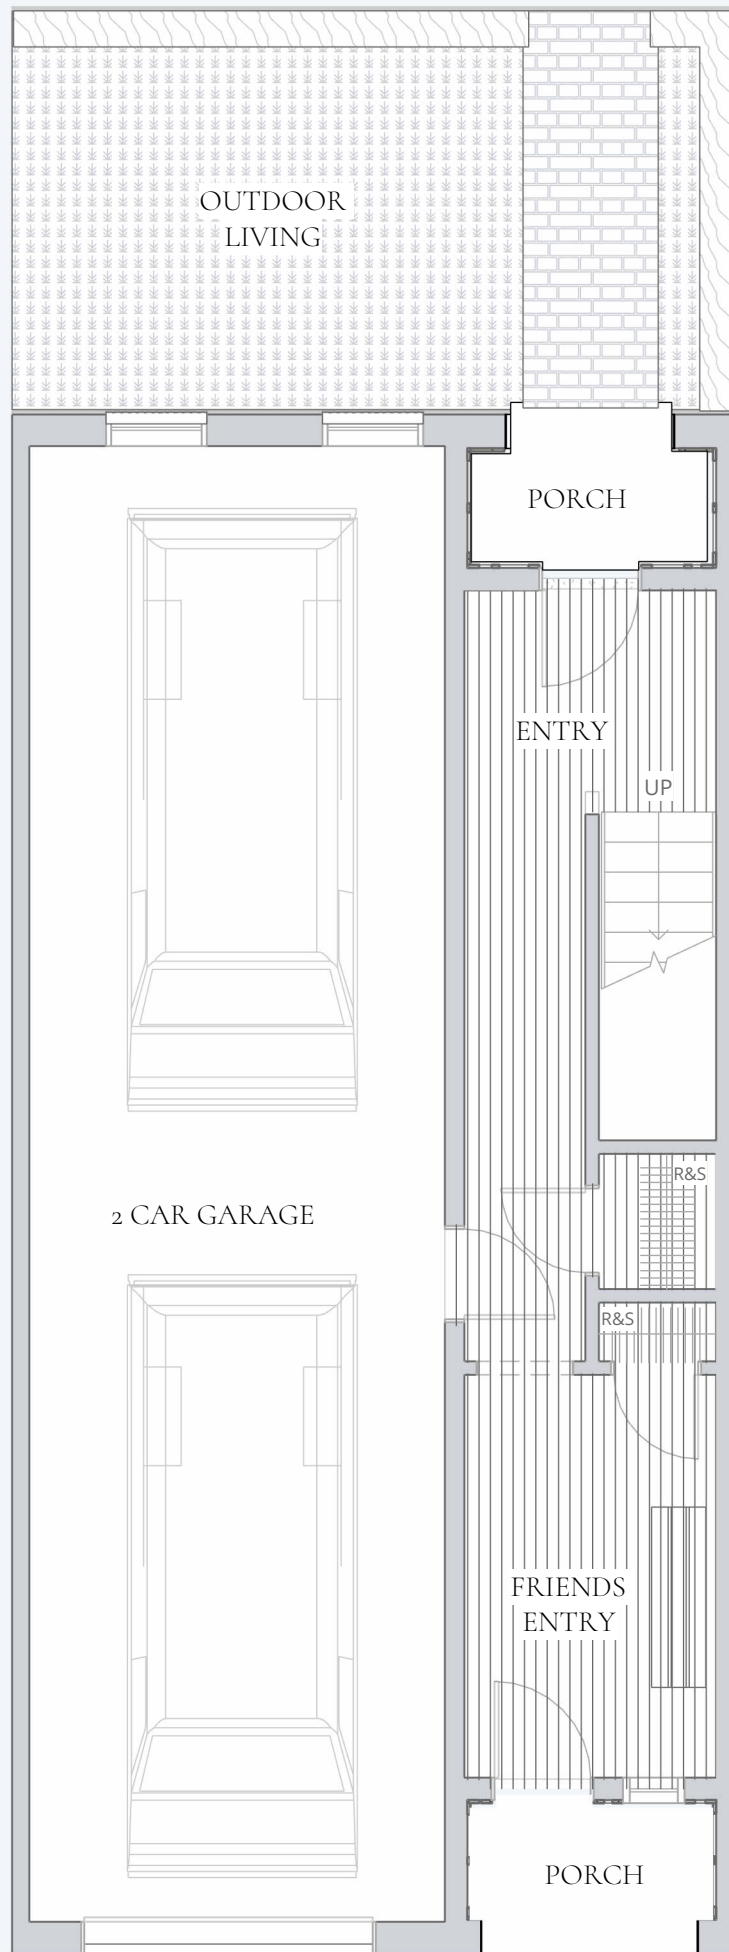 OUTDOOR
LIVING
PORCH
ENTRY
UP
R&S
2 CAR GARAGE
R&S
FRIENDS
ENTRY
PORCH